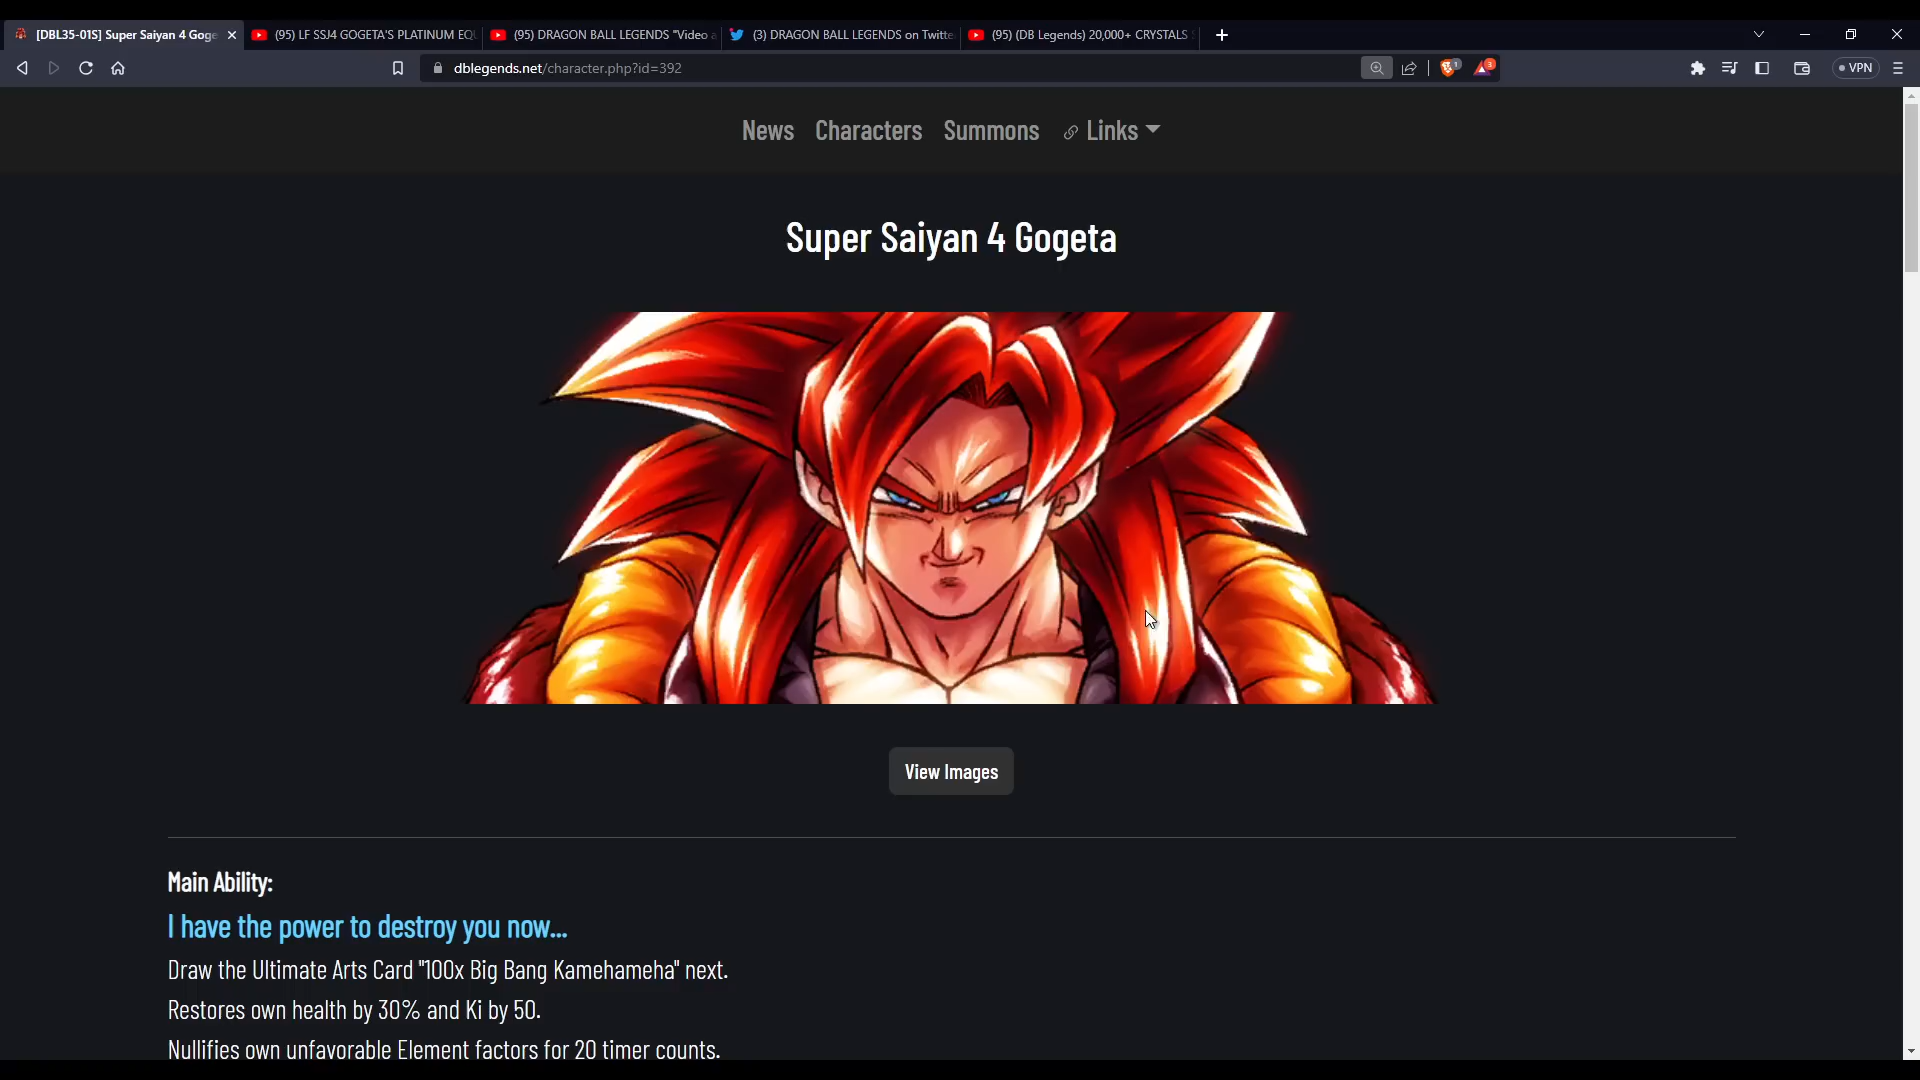 [DBL35-01S] Super Saiyan 4 Goge
(95) LF SSJ4 GOGETA'S PLATINUM EQU
(95) DRAGON BALL LEGENDS "Video a
(3) DRAGON BALL LEGENDS on Twitte
(95) (DB Legends) 20,000+ CRYSTALS
dblegends.net/character.php?id=392
1
3
VPN
News
Characters
Summons
Links
Super Saiyan 4 Gogeta
View Images
Main Ability:
I have the power to destroy you now...
Draw the Ultimate Arts Card "100x Big Bang Kamehameha" next.
Restores own health by 30% and Ki by 50.
Nullifies own unfavorable Element factors for 20 timer counts.